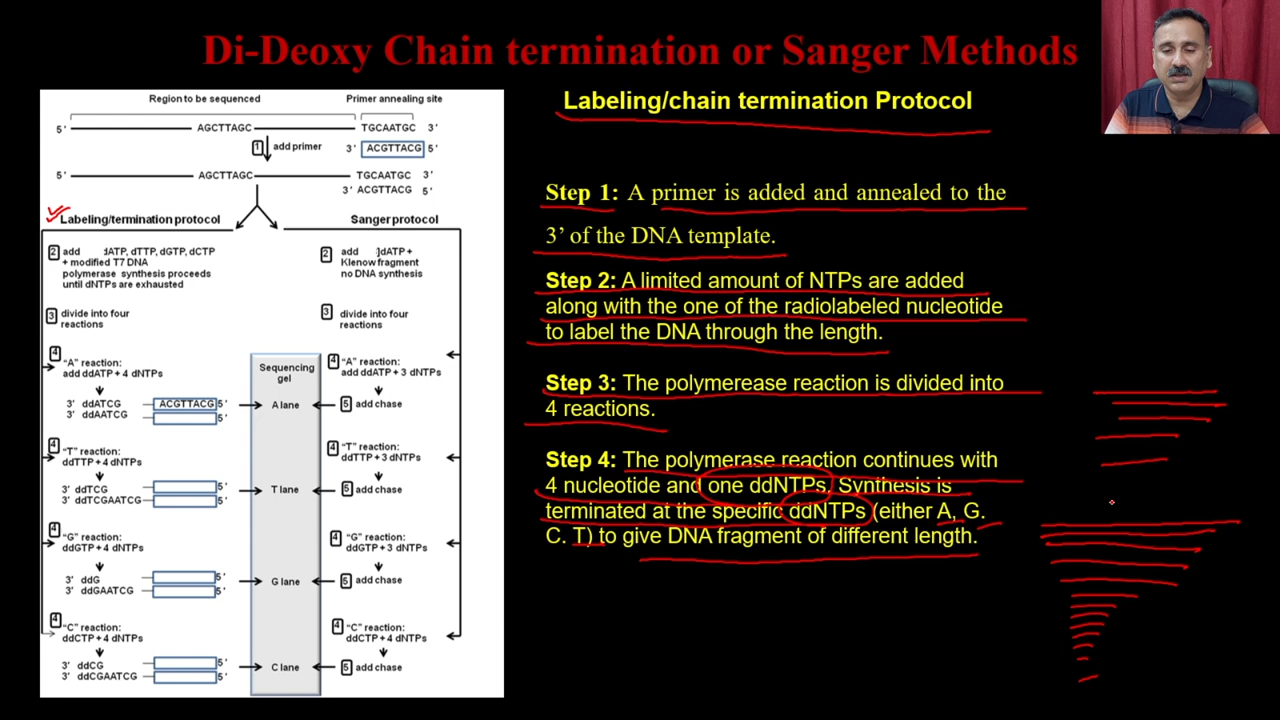 Di-Deoxy Chain termination or Sanger Methods
Region to be sequenced Primer annealing site
5' AGCTTAGC TGCAATGC 3'
1 add primer 3' ACGTTACG 5'
5' AGCTTAGC TGCAATGC 3'
3' ACGTTACG 5'
Labeling/termination protocol
2 add dATP, dTTP, dGTP, dCTP
+ modified T7 DNA
polymerase synthesis proceeds
until dNTPs are exhausted
3 divide into four
reactions
4
"A" reaction:
add ddATP + 4 dNTPs
3' ddATCG ACGTTACG 5'
3' ddAATCG
4
"T" reaction:
ddTTP + 4 dNTPs
3' ddTCG 5'
3' ddTCGAATCG
4
"G" reaction:
ddGTP + 4 dNTPs
3' ddG 5'
3' ddGAATCG
4
"C" reaction:
ddCTP + 4 dNTPs
3' ddCG 5'
3' ddCGAATCG
Sequencing
gel
A lane
T lane
G lane
C lane
Sanger protocol
2 add ]dATP +
Klenow fragment
no DNA synthesis
3 divide into four
reactions
4 "A" reaction:
add ddATP + 3 dNTPs
5 add chase
4 "T" reaction:
ddTTP + 3 dNTPs
5 add chase
4 "G" reaction:
ddGTP + 3 dNTPs
5 add chase
4 "C" reaction:
ddCTP + 4 dNTPs
5 add chase
Labeling/chain termination Protocol
Step 1: A primer is added and annealed to the
3' of the DNA template.
Step 2: A limited amount of NTPs are added
along with the one of the radiolabeled nucleotide
to label the DNA through the length.
Step 3: The polymerease reaction is divided into
4 reactions.
Step 4: The polymerase reaction continues with
4 nucleotide and one ddNTPs. Synthesis is
terminated at the specific ddNTPs (either A, G.
C. T) to give DNA fragment of different length.